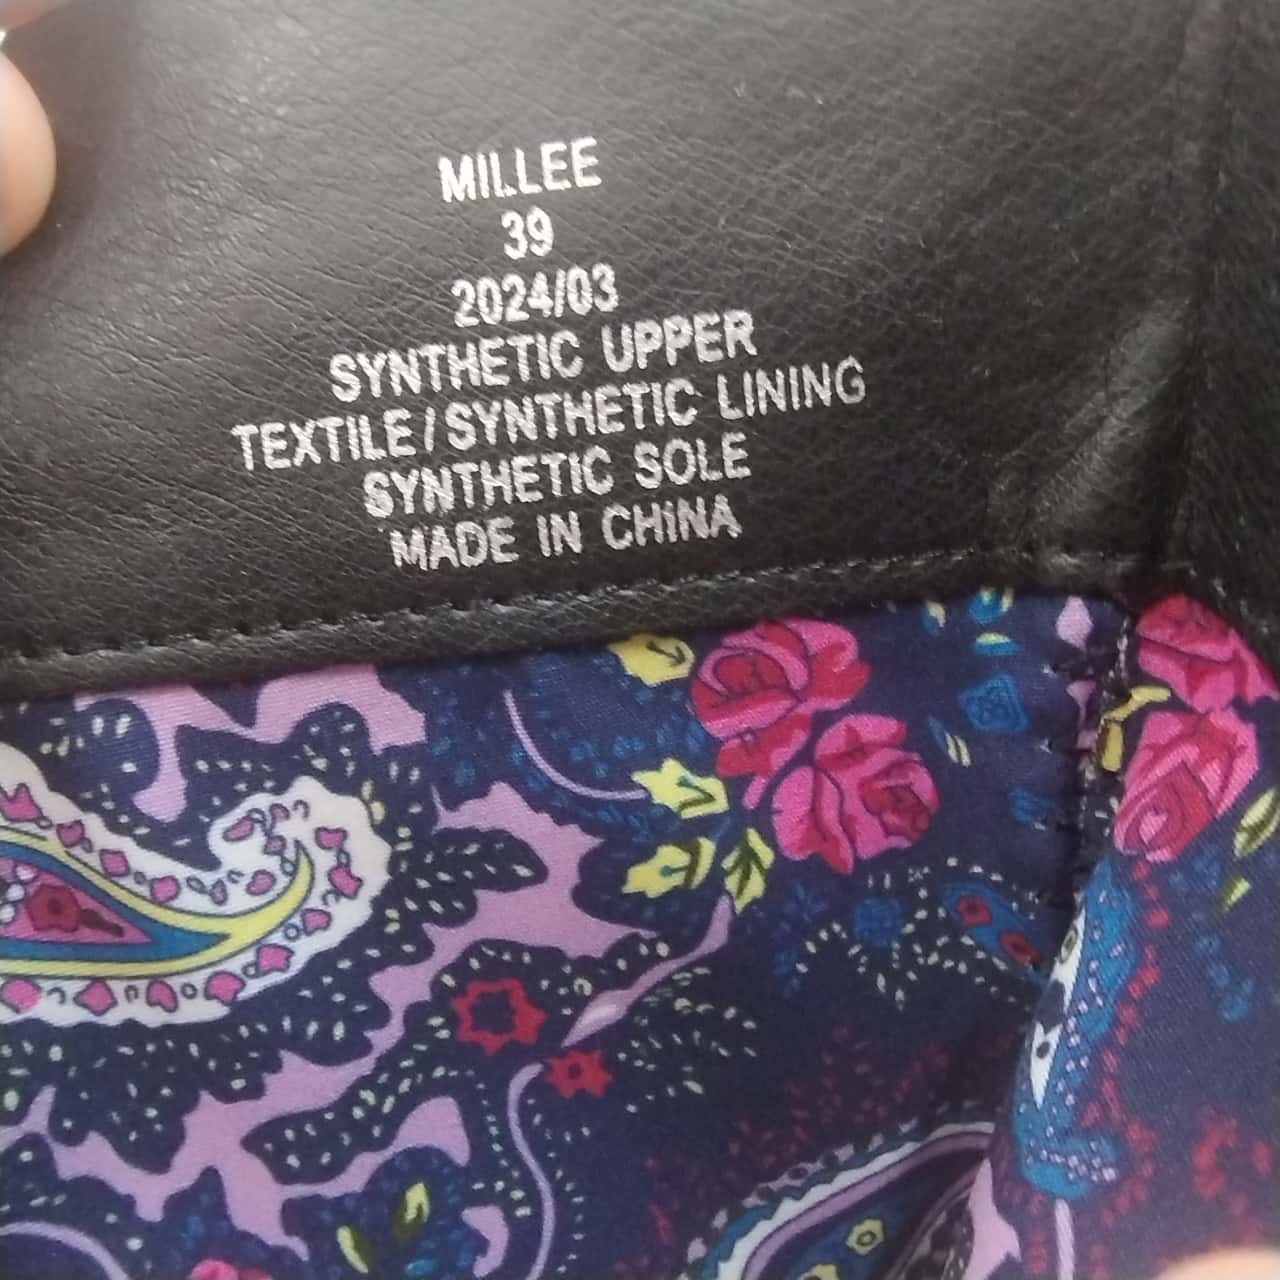 MILLEE
39
2024/03
SYNTHETIC UPPER
TEXTILE/SYNTHETIC LINING
SYNTHETIC SOLE
MADE IN CHINA